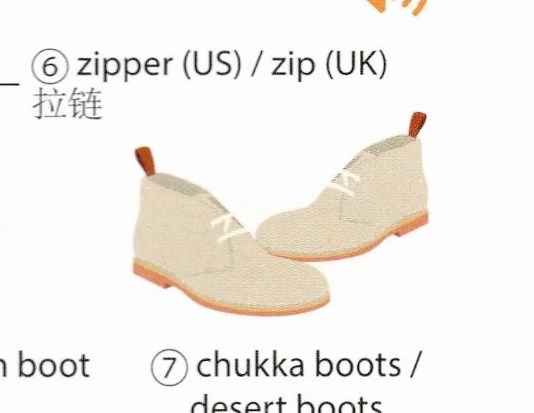 ⑥ zipper (US) / zip (UK)
拉链
boot
⑦ chukka boots /
desert boots